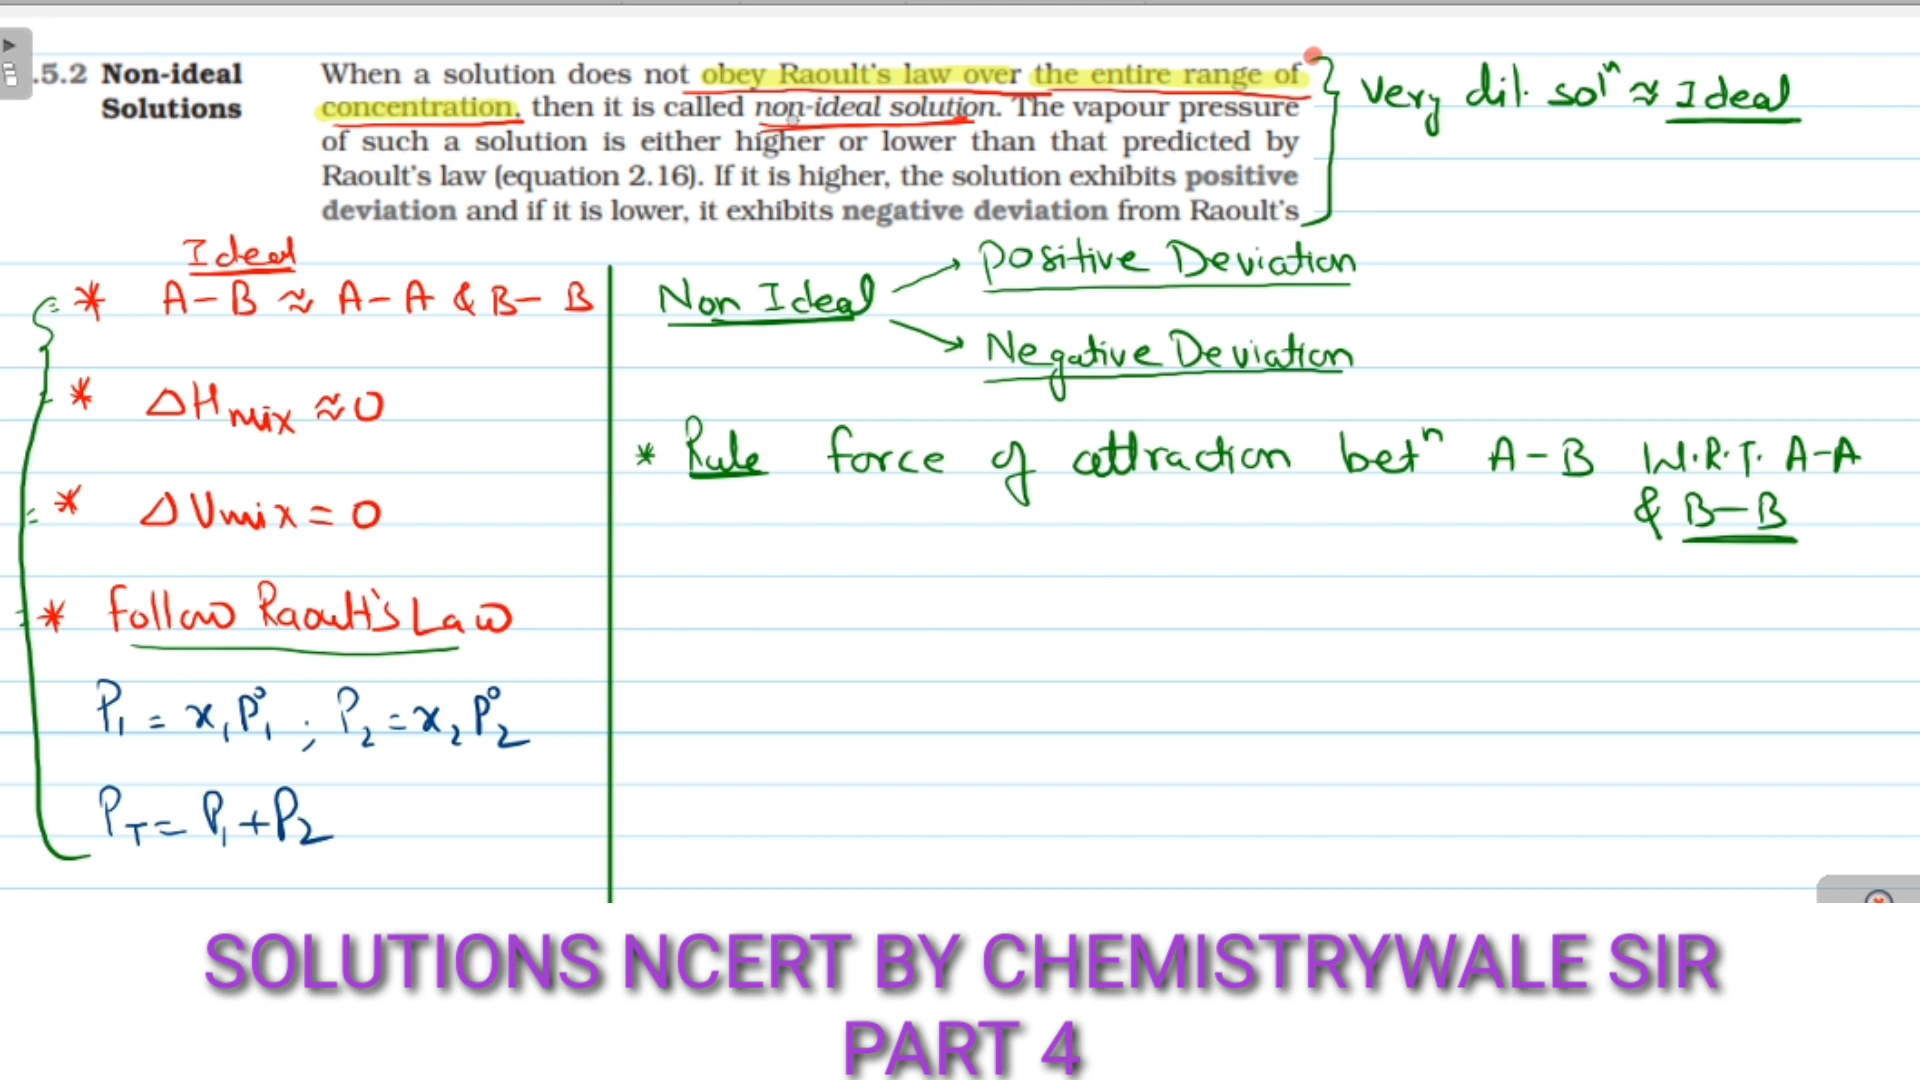 .5.2 Non-ideal Solutions
When a solution does not obey Raoult's law over the entire range of
concentration, then it is called non-ideal solution. The vapour pressure
of such a solution is either higher or lower than that predicted by
Raoult's law (equation 2.16). If it is higher, the solution exhibits positive
deviation and if it is lower, it exhibits negative deviation from Raoult's
Very dil. solⁿ ≈ Ideal
Ideal
* A-B ≈ A-A & B-B
* ΔHmix ≈ 0
* ΔVmix = 0
* Follow Raoult's Law
P₁ = x₁P₁⁰ ; P₂ = x₂P₂⁰
P_T = P₁ + P₂
Positive Deviation
Non Ideal
Negative Deviation
* Rule force of attraction betⁿ A-B W.R.T. A-A
& B-B
SOLUTIONS NCERT BY CHEMISTRYWALE SIR
PART 4